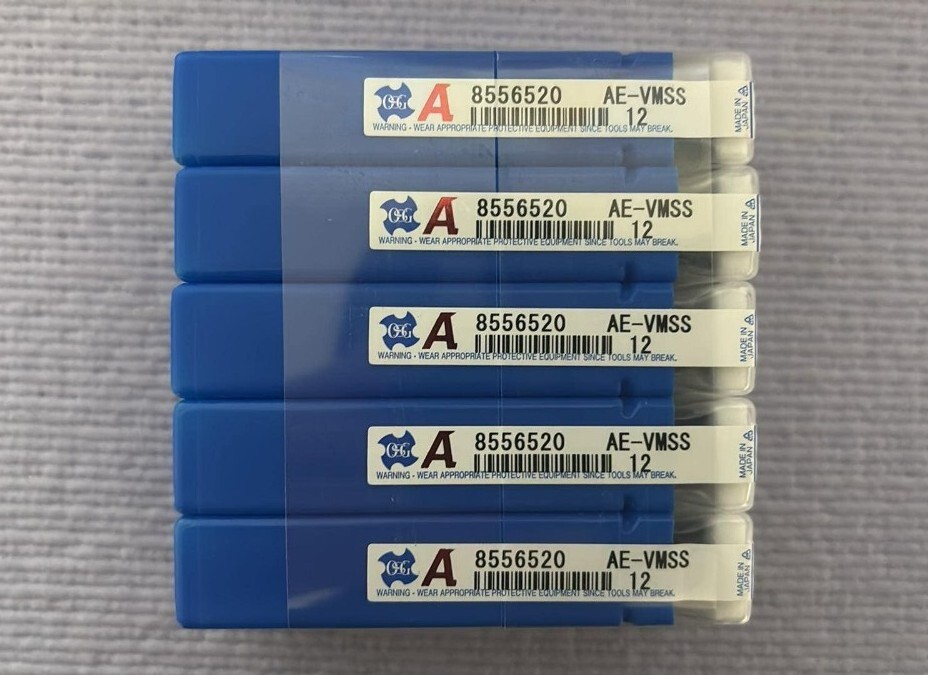 OSG A 8556520 AE-VMSS
12
WARNING - WEAR APPROPRIATE PROTECTIVE EQUIPMENT SINCE TOOLS MAY BREAK.
MADE IN
JAPAN
OSG A 8556520 AE-VMSS
12
WARNING - WEAR APPROPRIATE PROTECTIVE EQUIPMENT SINCE TOOLS MAY BREAK.
MADE IN
JAPAN
OSG A 8556520 AE-VMSS
12
WARNING - WEAR APPROPRIATE PROTECTIVE EQUIPMENT SINCE TOOLS MAY BREAK.
MADE IN
JAPAN
OSG A 8556520 AE-VMSS
12
WARNING - WEAR APPROPRIATE PROTECTIVE EQUIPMENT SINCE TOOLS MAY BREAK.
MADE IN
JAPAN
OSG A 8556520 AE-VMSS
12
WARNING - WEAR APPROPRIATE PROTECTIVE EQUIPMENT SINCE TOOLS MAY BREAK.
MADE IN
JAPAN